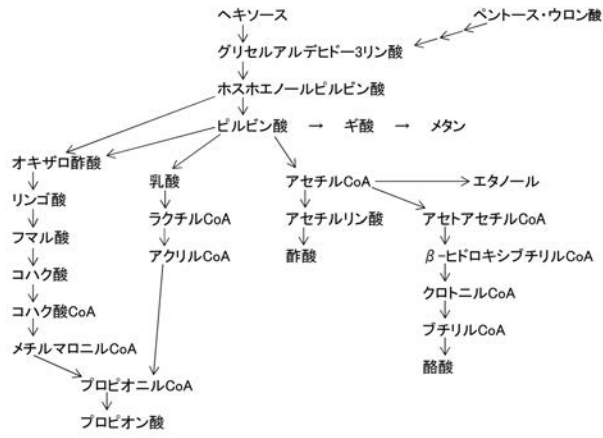 ヘキソース ペントース・ウロン酸
グリセルアルデヒドー3リン酸
ホスホエノールピルビン酸
ピルビン酸 → ギ酸 → メタン
オキザロ酢酸 乳酸 アセチルCoA エタノール
リンゴ酸 ラクチルCoA アセチルリン酸 アセトアセチルCoA
フマル酸 アクリルCoA 酢酸 β-ヒドロキシブチリルCoA
コハク酸 クロトニルCoA
コハク酸CoA ブチリルCoA
メチルマロニルCoA 酪酸
プロピオニルCoA
プロピオン酸